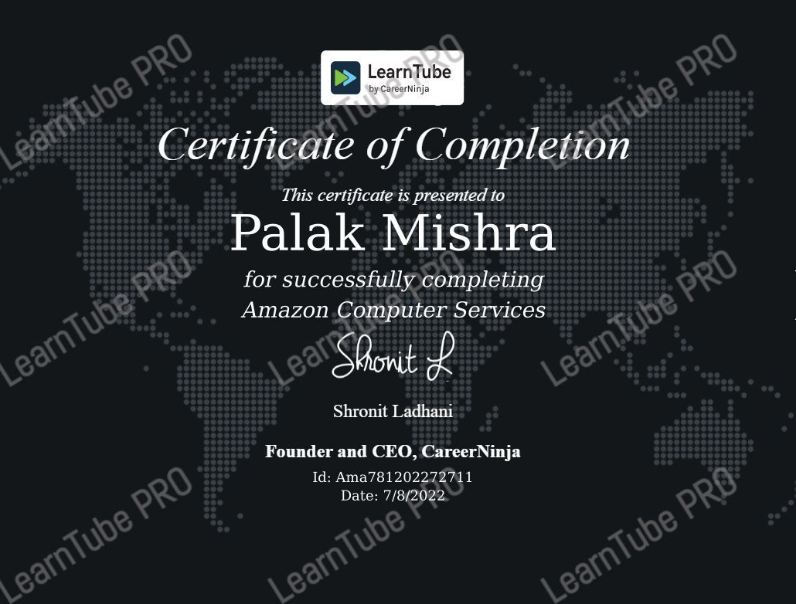 LearnTube PRO LearnTube PRO LearnTube PRO
LearnTube
by CareerNinja
Certificate of Completion
This certificate is presented to
Palak Mishra
for successfully completing
Amazon Computer Services
LearnTube PRO LearnTube PRO LearnTube PRO
Shronit L
Shronit Ladhani
Founder and CEO, CareerNinja
Id: Ama781202272711
Date: 7/8/2022
LearnTube PRO LearnTube PRO LearnTube PRO